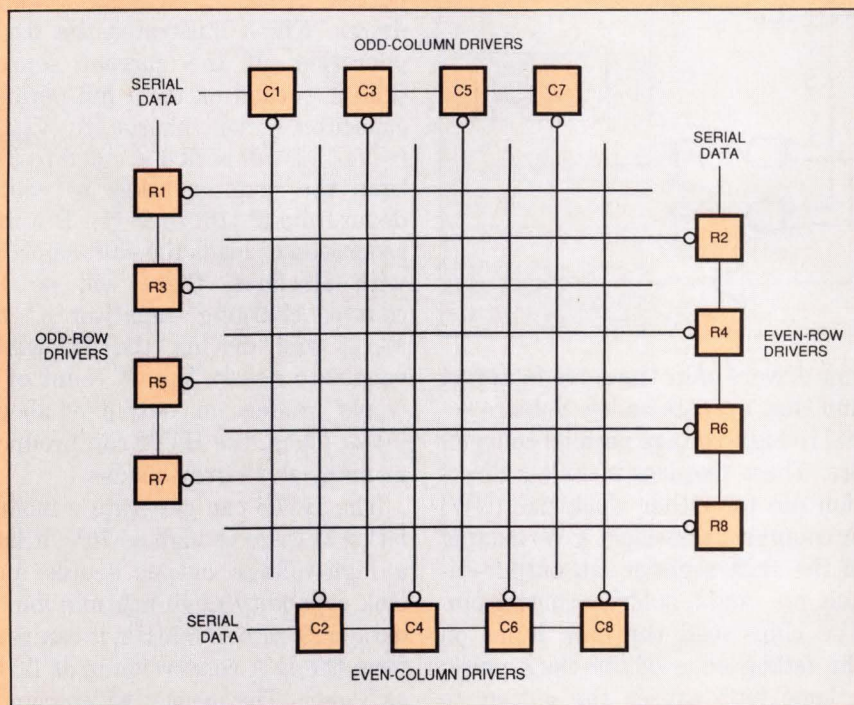 ODD-COLUMN DRIVERS
SERIAL
DATA
C1 C3 C5 C7
SERIAL
DATA
R1
R2
R3
R4
ODD-ROW
DRIVERS
EVEN-ROW
DRIVERS
R5
R6
R7
R8
SERIAL
DATA
C2 C4 C6 C8
EVEN-COLUMN DRIVERS